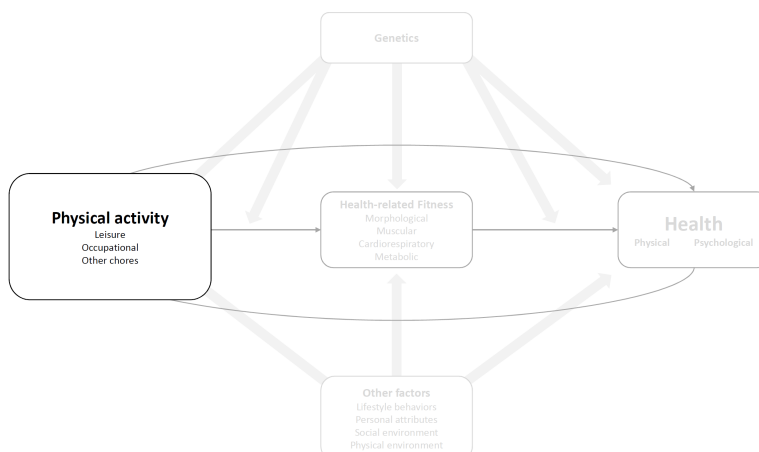 Genetics
Physical activity
Leisure
Occupational
Other chores
Health-related Fitness
Morphological
Muscular
Cardiorespiratory
Metabolic
Health
Physical Psychological
Other factors
Lifestyle behaviors
Personal attributes
Social environment
Physical environment